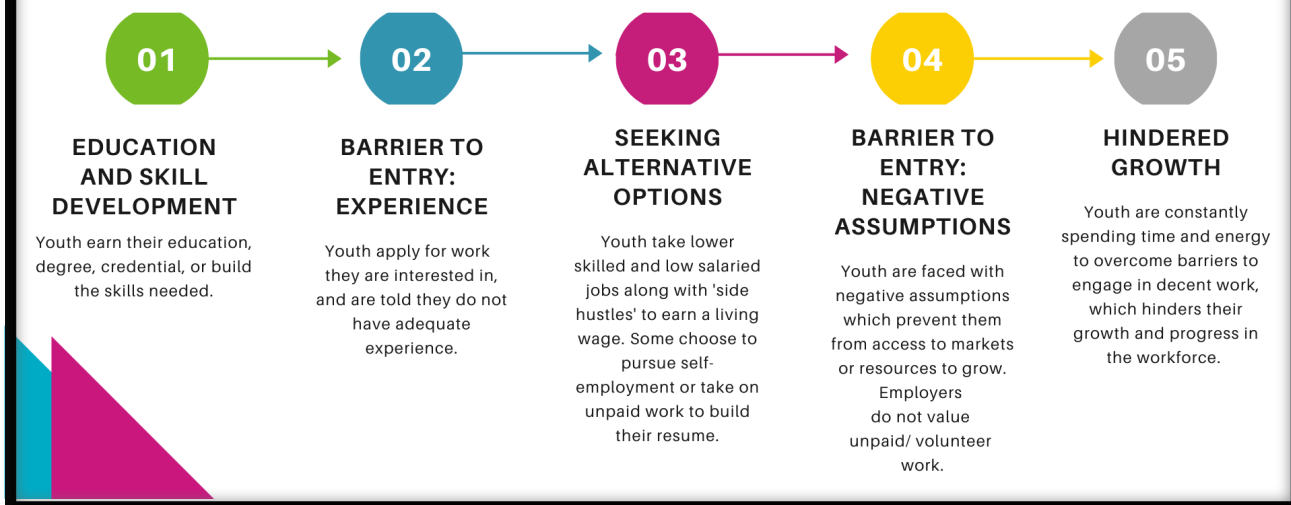 01
EDUCATION
AND SKILL
DEVELOPMENT
Youth earn their education,
degree, credential, or build
the skills needed.
02
BARRIER TO
ENTRY:
EXPERIENCE
Youth apply for work
they are interested in,
and are told they do not
have adequate
experience.
03
SEEKING
ALTERNATIVE
OPTIONS
Youth take lower
skilled and low salaried
jobs along with 'side
hustles' to earn a living
wage. Some choose to
pursue self-
employment or take on
unpaid work to build
their resume.
04
BARRIER TO
ENTRY:
NEGATIVE
ASSUMPTIONS
Youth are faced with
negative assumptions
which prevent them
from access to markets
or resources to grow.
Employers
do not value
unpaid/ volunteer
work.
05
HINDERED
GROWTH
Youth are constantly
spending time and energy
to overcome barriers to
engage in decent work,
which hinders their
growth and progress in
the workforce.